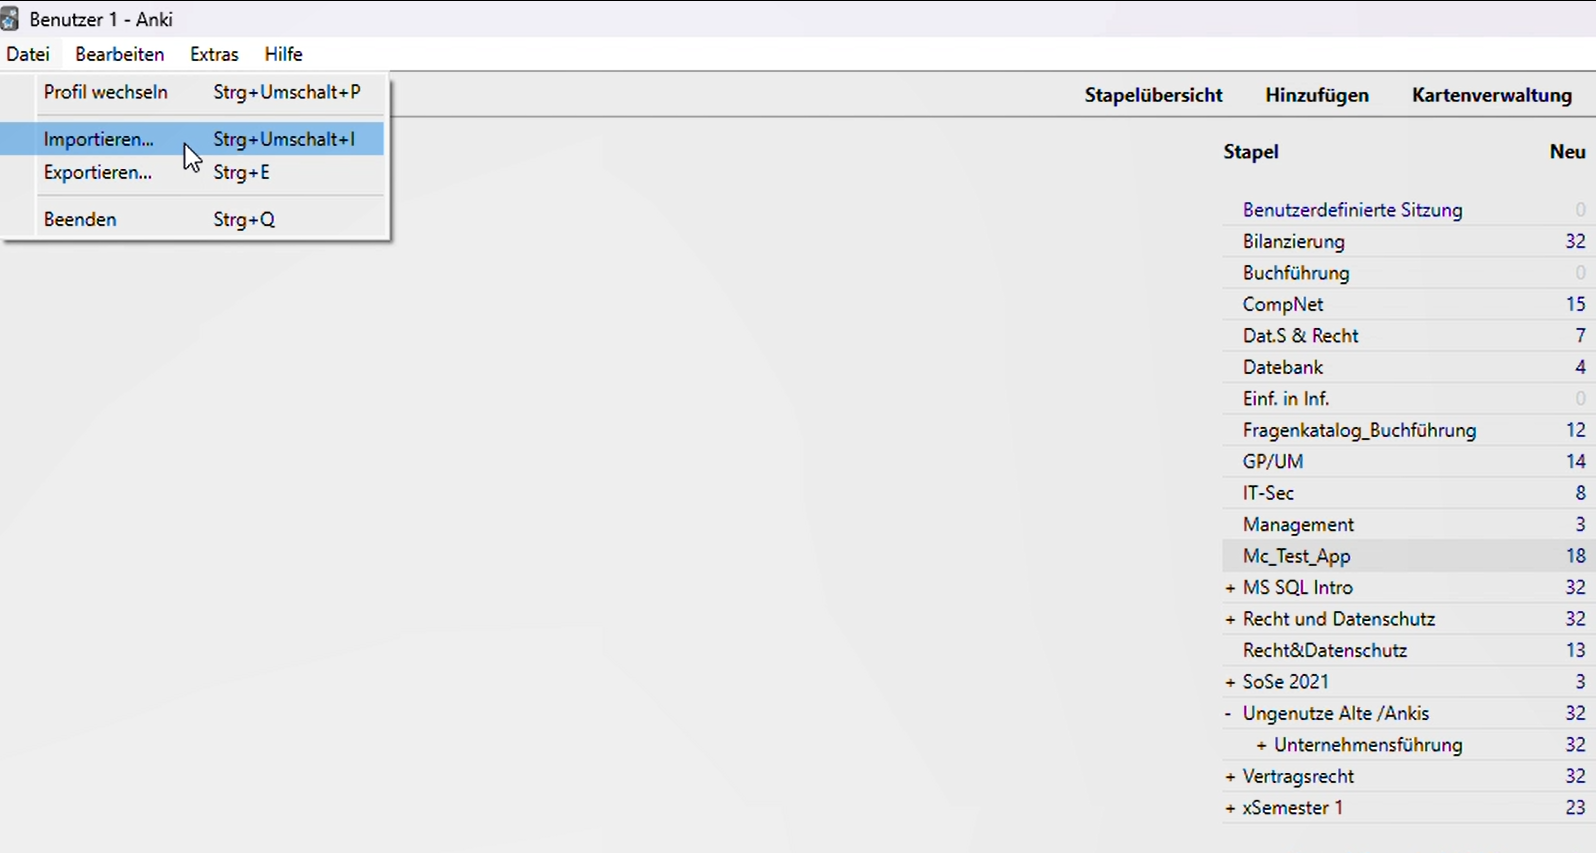 Benutzer 1 - Anki
Datei Bearbeiten Extras Hilfe
Profil wechseln Strg+Umschalt+P
Importieren... Strg+Umschalt+I
Exportieren... Strg+E
Beenden Strg+Q
Stapelübersicht Hinzufügen Kartenverwaltung
Stapel Neu
Benutzerdefinierte Sitzung 0
Bilanzierung 32
Buchführung 0
CompNet 15
Dat.S & Recht 7
Datebank 4
Einf. in Inf. 0
Fragenkatalog_Buchführung 12
GP/UM 14
IT-Sec 8
Management 3
Mc_Test_App 18
+ MS SQL Intro 32
+ Recht und Datenschutz 32
Recht&Datenschutz 13
+ SoSe 2021 3
- Ungenutze Alte /Ankis 32
+ Unternehmensführung 32
+ Vertragsrecht 32
+ xSemester 1 23